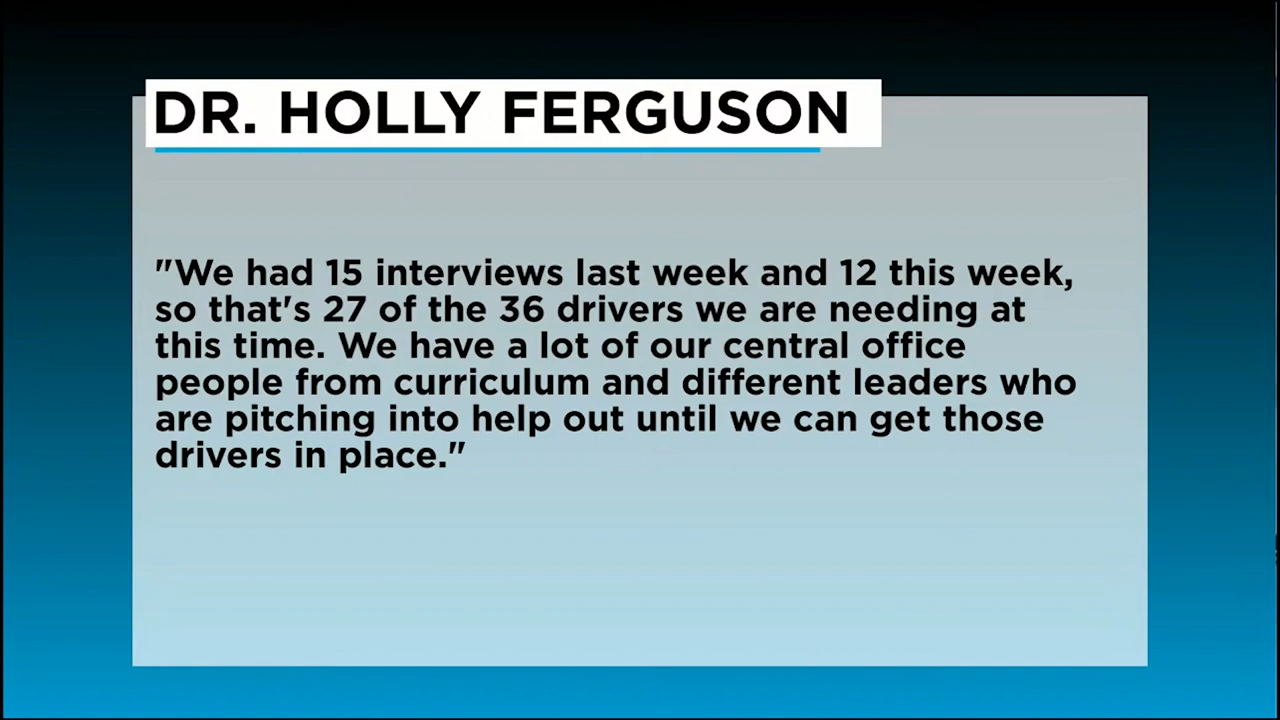 DR. HOLLY FERGUSON
"We had 15 interviews last week and 12 this week,
so that's 27 of the 36 drivers we are needing at
this time. We have a lot of our central office
people from curriculum and different leaders who
are pitching into help out until we can get those
drivers in place."